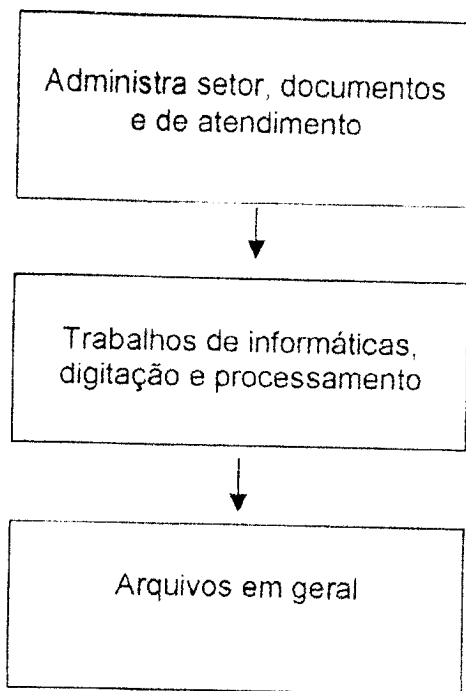 Administra setor, documentos
e de atendimento
Trabalhos de informáticas,
digitação e processamento
Arquivos em geral